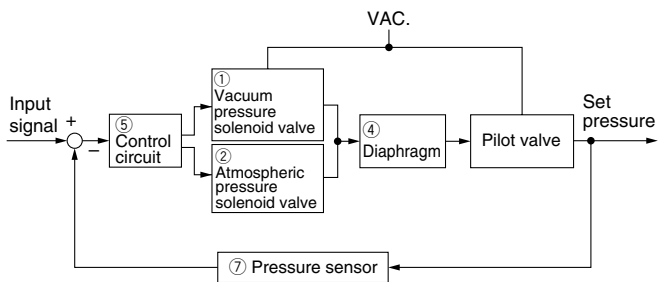 VAC.
Input
signal
+
−
⑤
Control
circuit
①
Vacuum
pressure
solenoid valve
②
Atmospheric
pressure
solenoid valve
④
Diaphragm
Pilot valve
Set
pressure
⑦ Pressure sensor